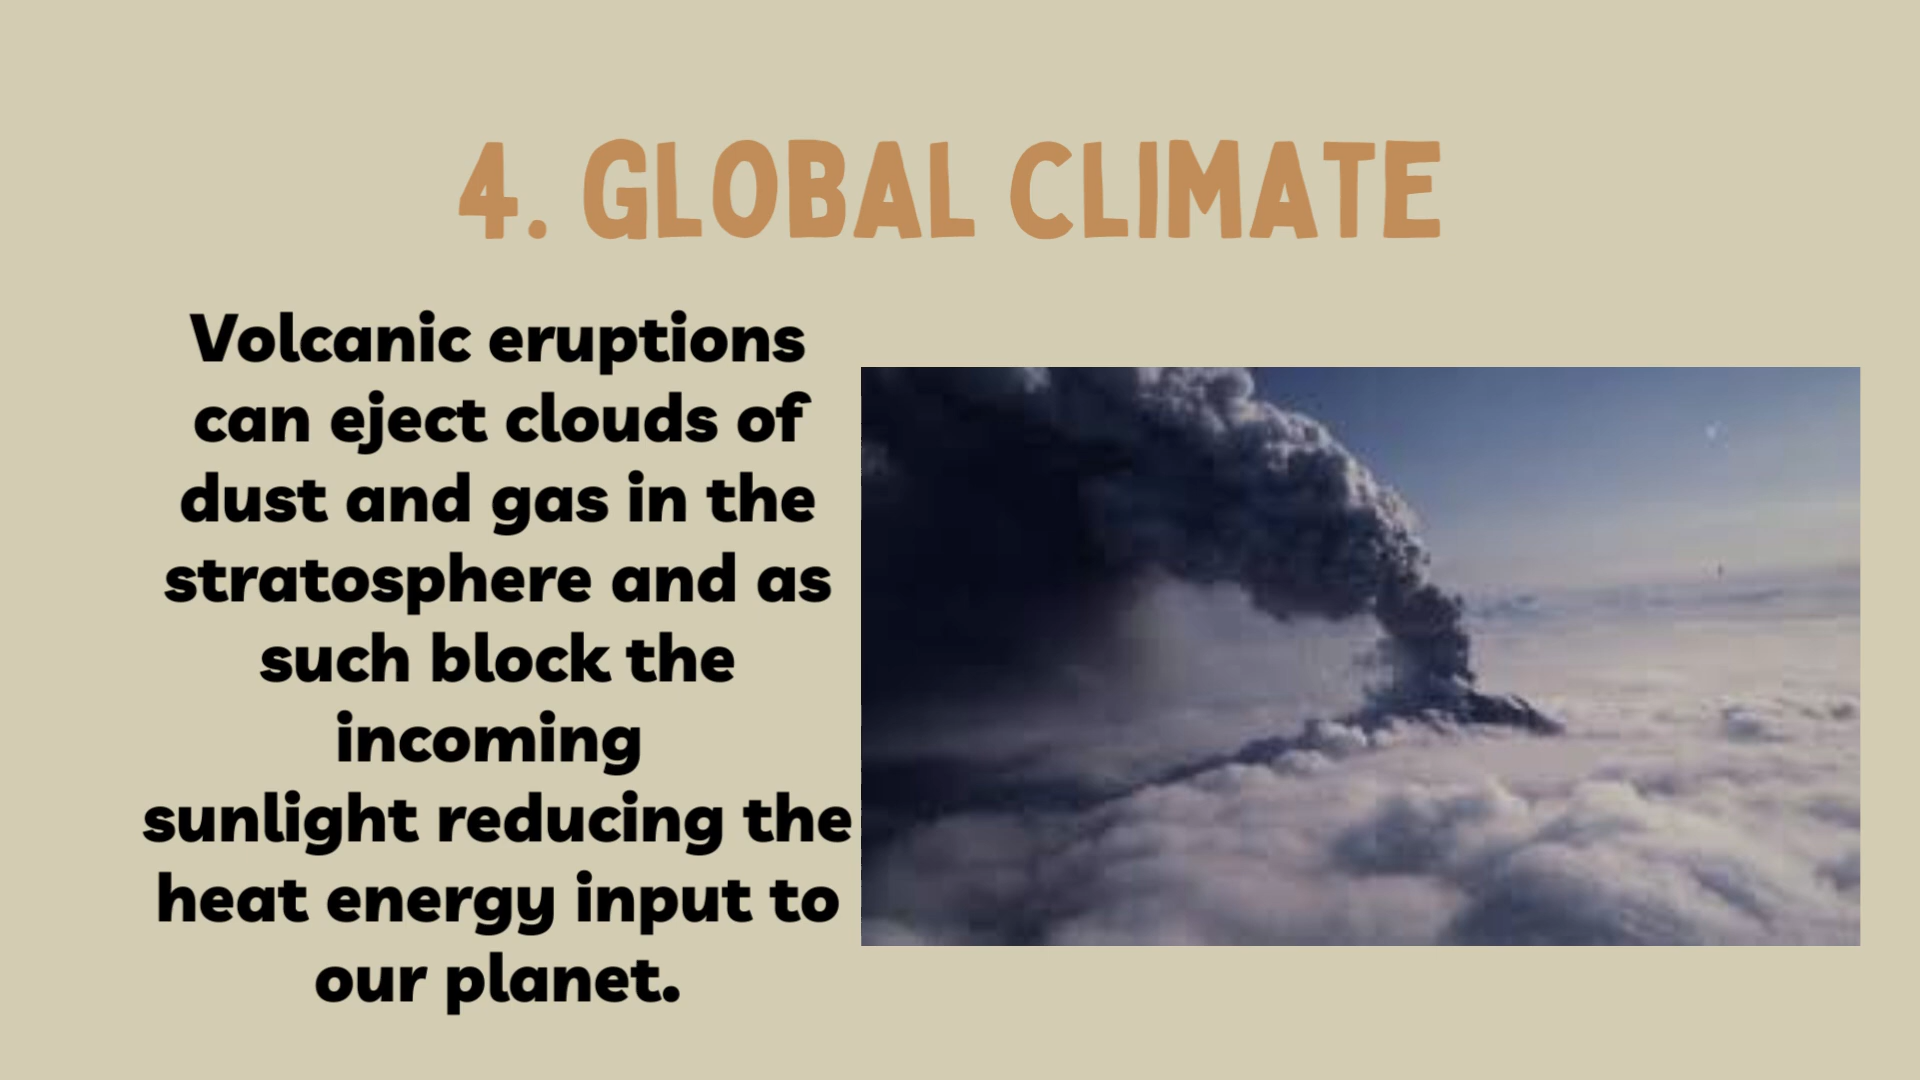 4. GLOBAL CLIMATE
Volcanic eruptions
can eject clouds of
dust and gas in the
stratosphere and as
such block the
incoming
sunlight reducing the
heat energy input to
our planet.